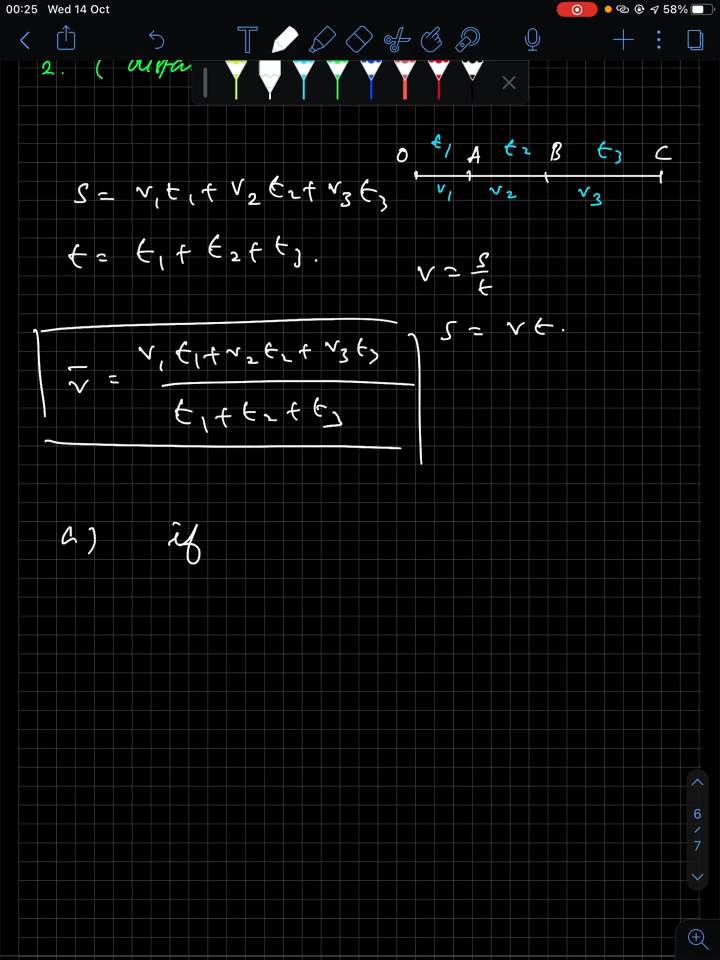 00:25 Wed 14 Oct
58%
T
2. (
O t₁ A t₂ B t₃ C
v₁ v₂ v₃
S = v₁t₁ + v₂t₂ + v₃t₃
t = t₁ + t₂ + t₃.
v = s/t
S = vt.
v̄ = (v₁t₁ + v₂t₂ + v₃t₃)/(t₁ + t₂ + t₃)
a) if
6/7